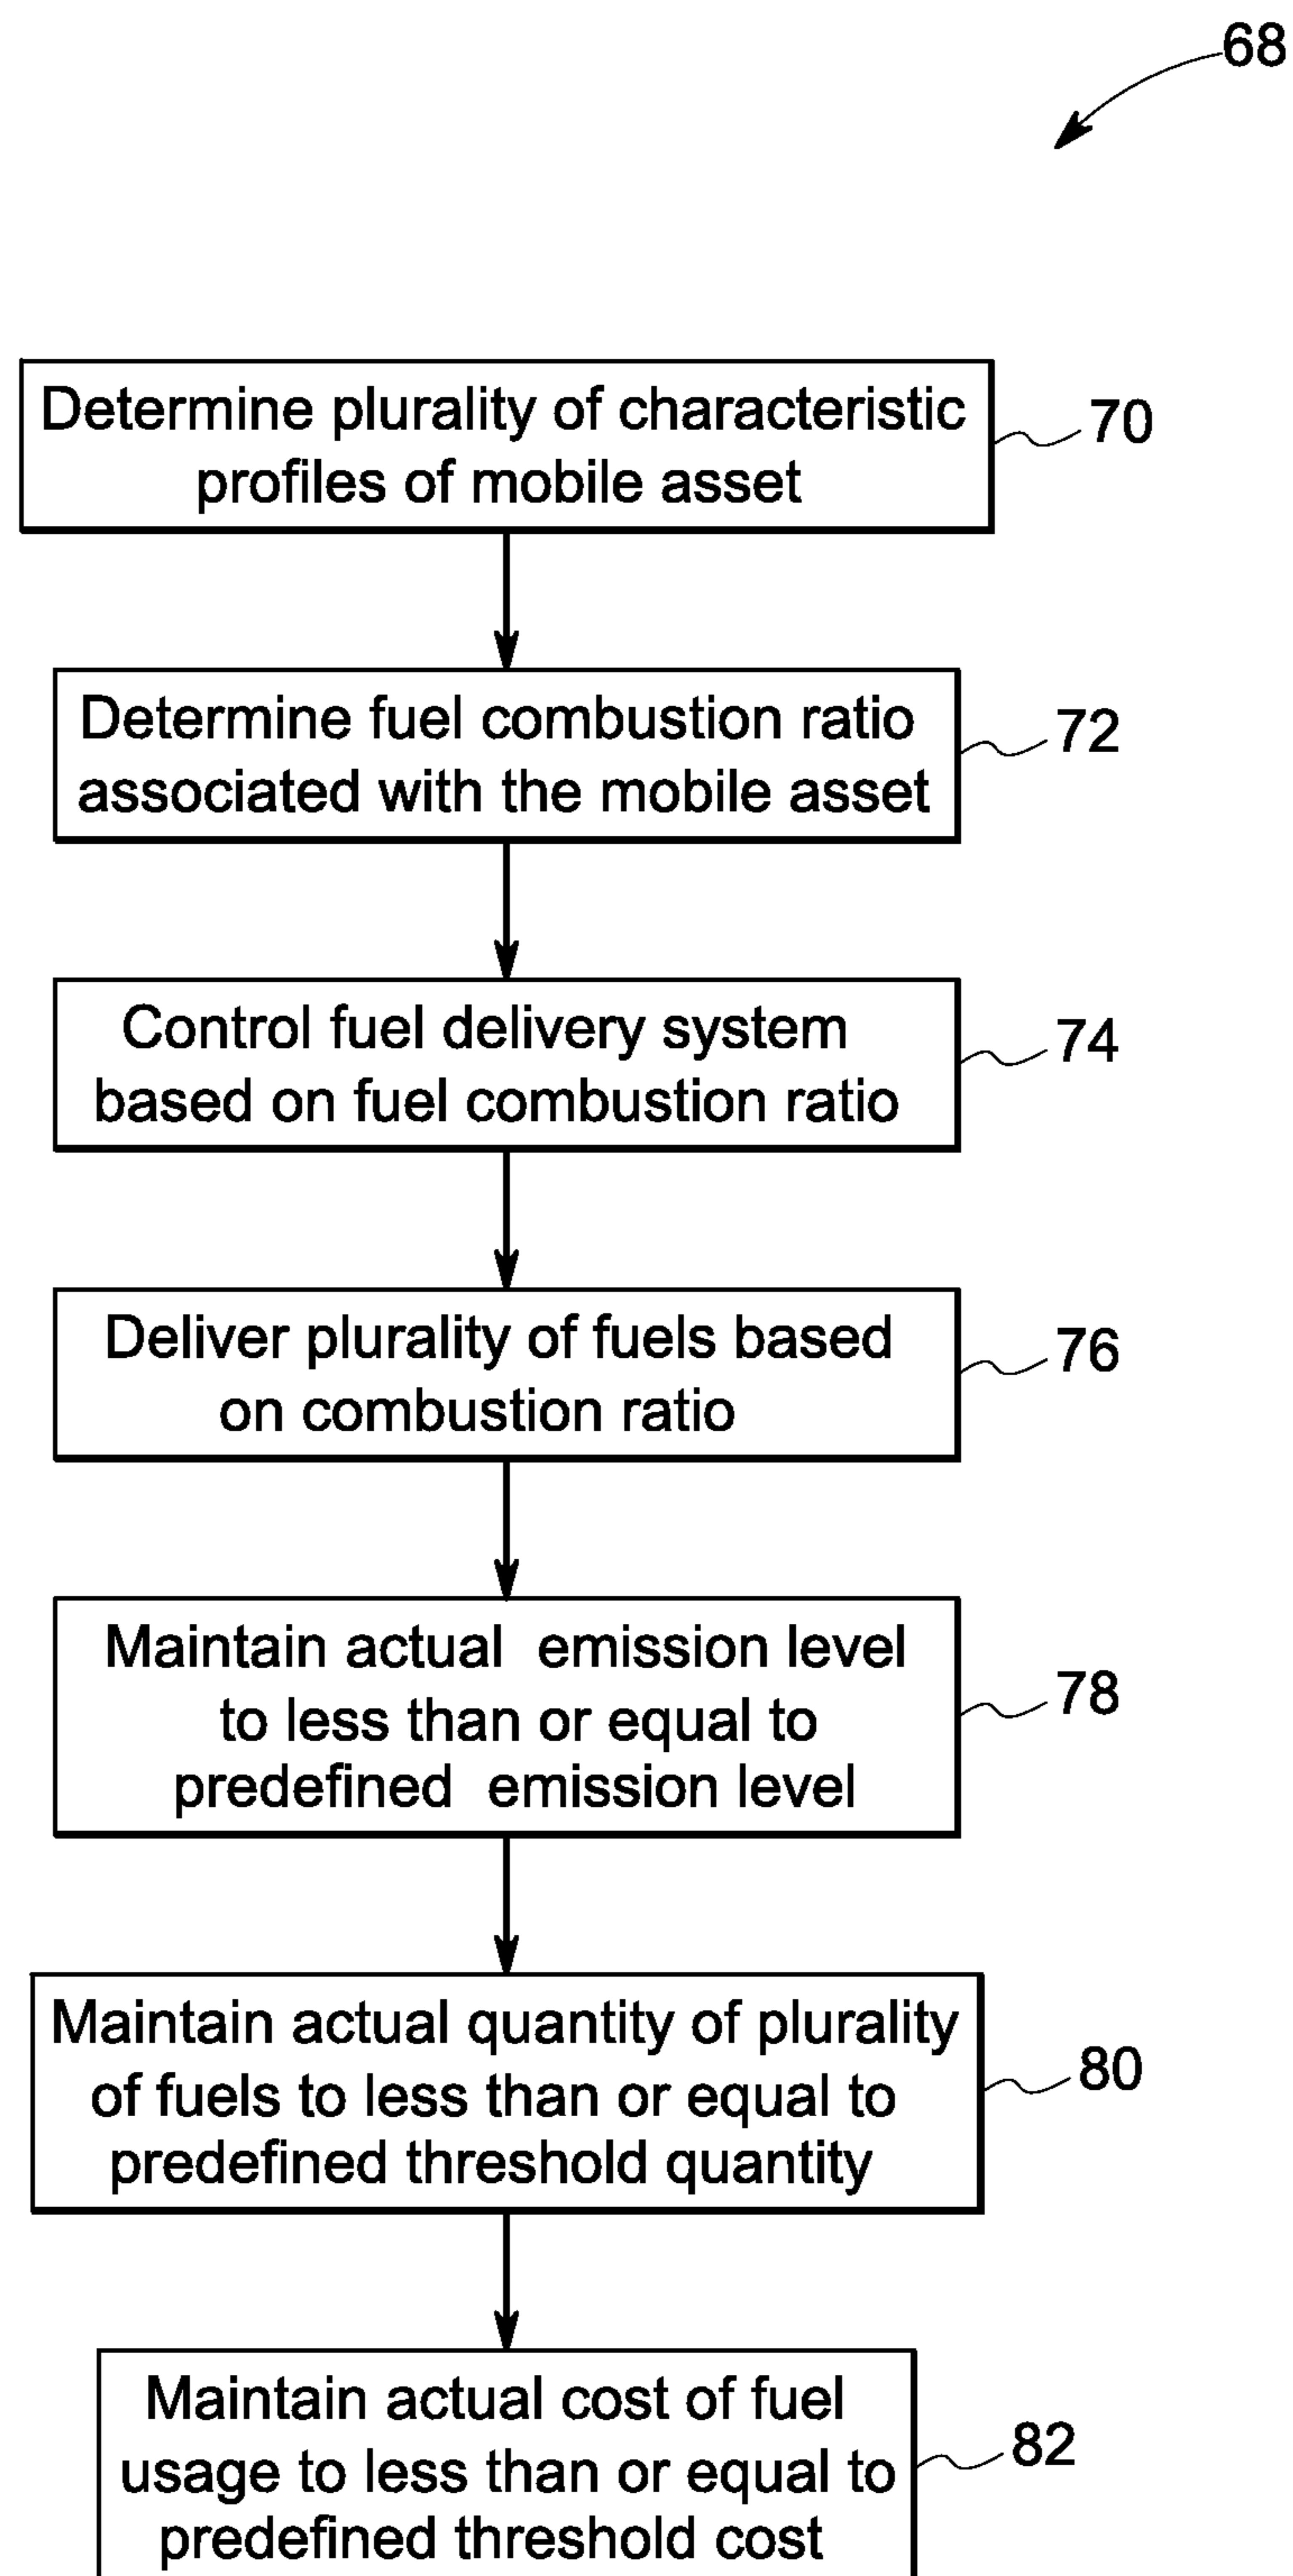 68
Determine plurality of characteristic
profiles of mobile asset
70
Determine fuel combustion ratio
associated with the mobile asset
72
Control fuel delivery system
based on fuel combustion ratio
74
Deliver plurality of fuels based
on combustion ratio
76
Maintain actual emission level
to less than or equal to
predefined emission level
78
Maintain actual quantity of plurality
of fuels to less than or equal to
predefined threshold quantity
80
Maintain actual cost of fuel
usage to less than or equal to
predefined threshold cost
82